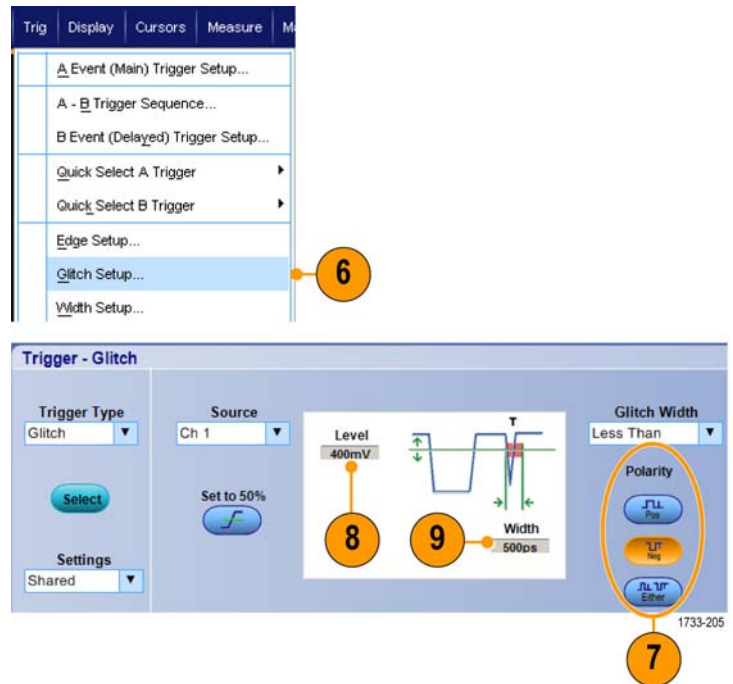 Trig Display Cursors Measure M
A Event (Main) Trigger Setup...
A - B Trigger Sequence...
B Event (Delayed) Trigger Setup...
Quick Select A Trigger
Quick Select B Trigger
Edge Setup...
Glitch Setup...
6
Width Setup...
Trigger - Glitch
Trigger Type
Glitch
Select
Settings
Shared
Source
Ch 1
Set to 50%
Level
400mV
8
T
9
Width
500ps
Glitch Width
Less Than
Polarity
Pos
Neg
Either
1733-205
7